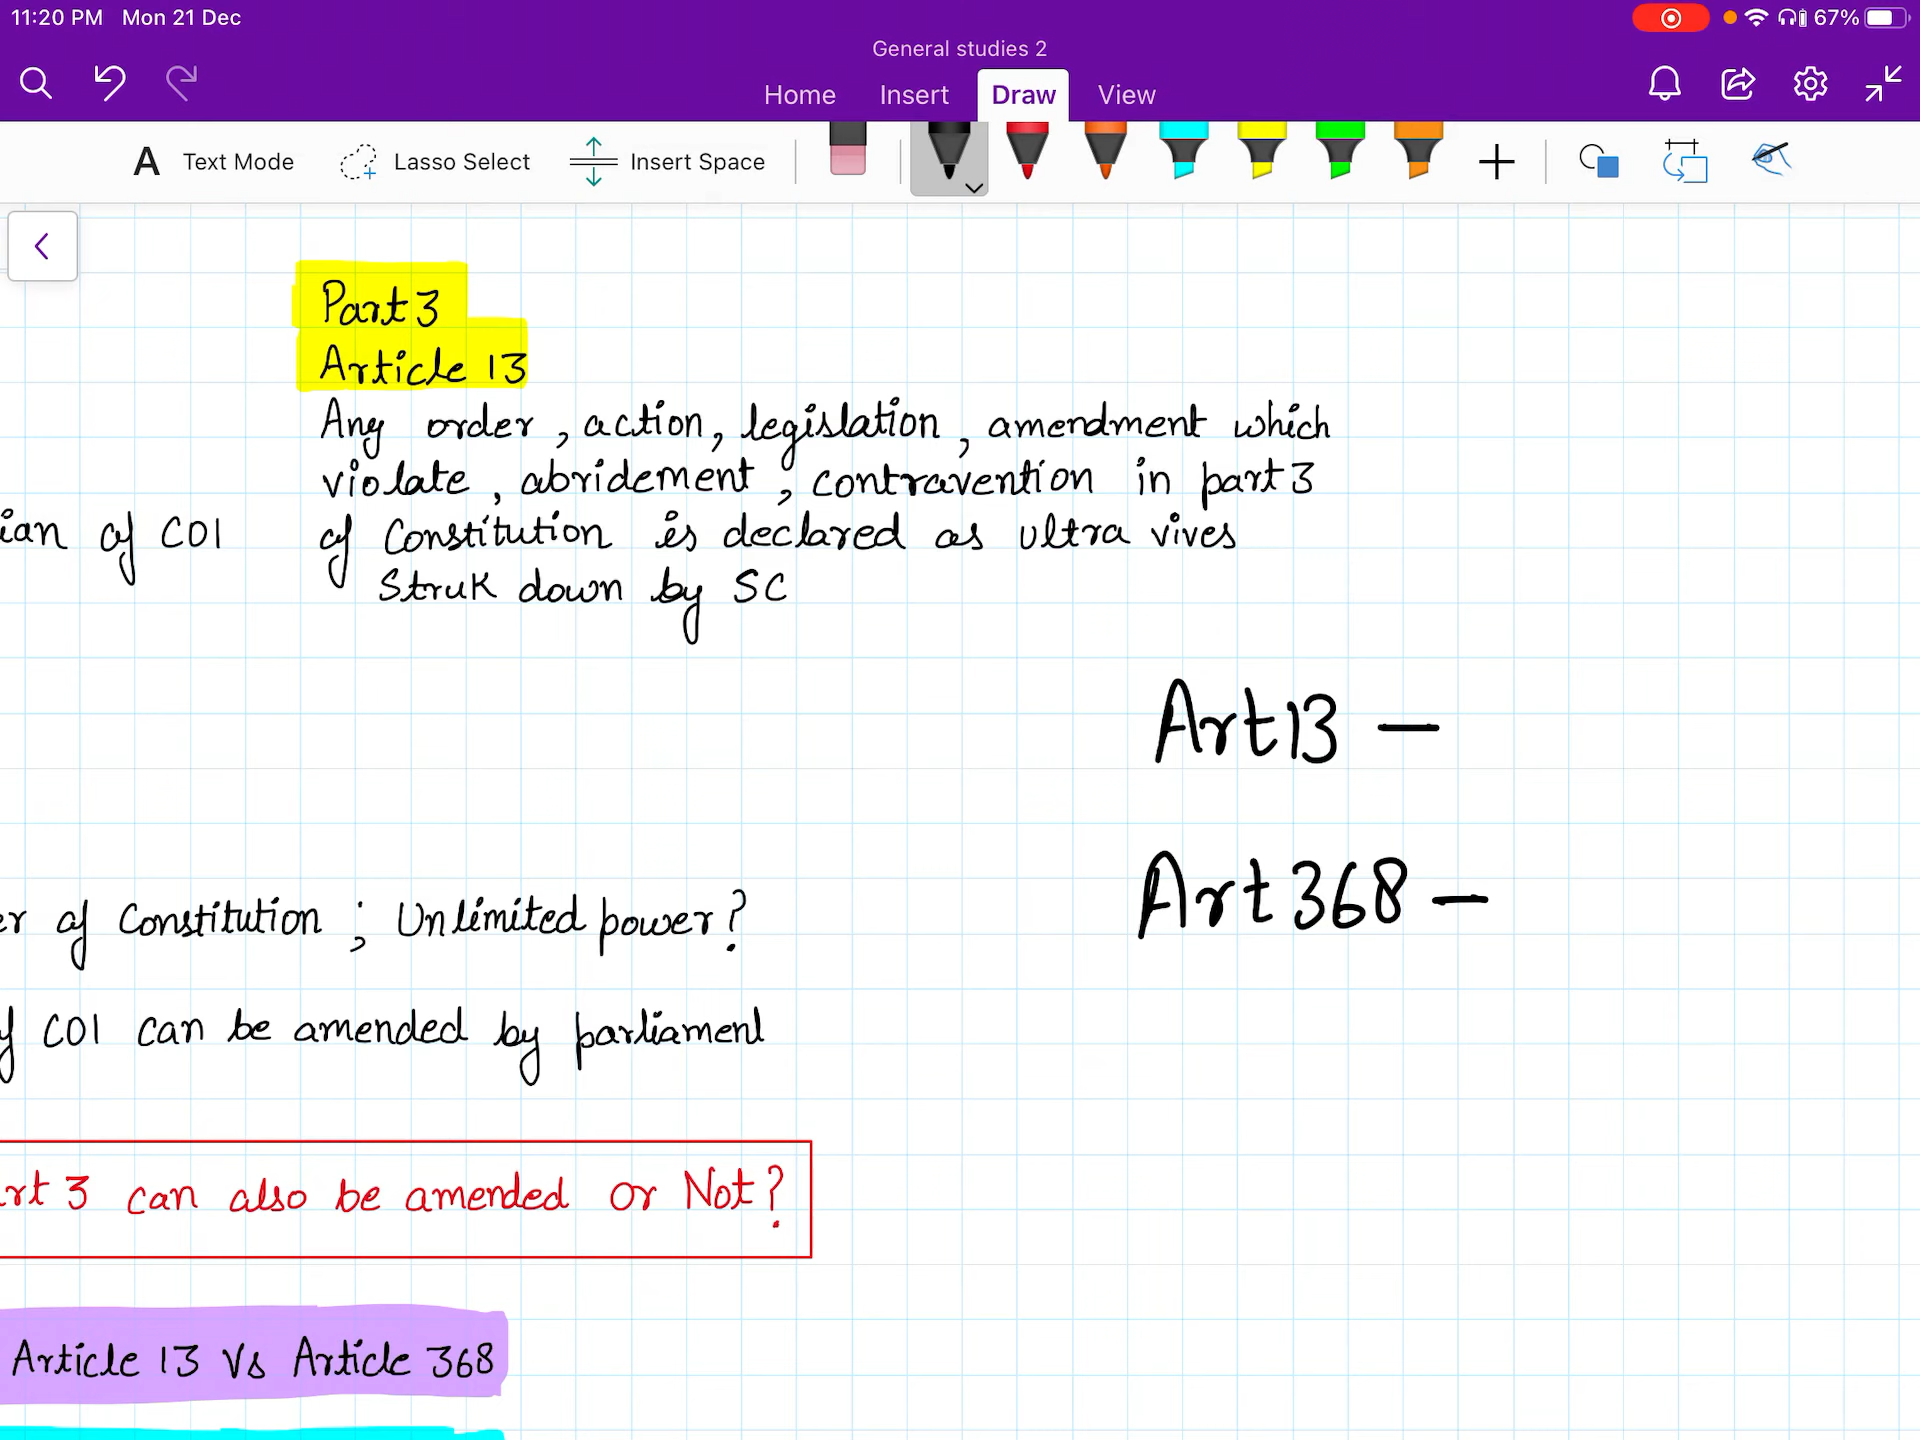 11:20 PM Mon 21 Dec
67%
General studies 2
Home Insert Draw View
A Text Mode Lasso Select Insert Space
Part 3
Article 13
Any order, action, legislation, amendment which
violate, abridement, contravention in part 3
ian of COI
of Constitution is declared as ultra vives
Struk down by SC
Art 13 –
Art 368 –
er of Constitution ; Unlimited power?
f COI can be amended by parliament
rt 3 can also be amended or Not?
Article 13 Vs Article 368